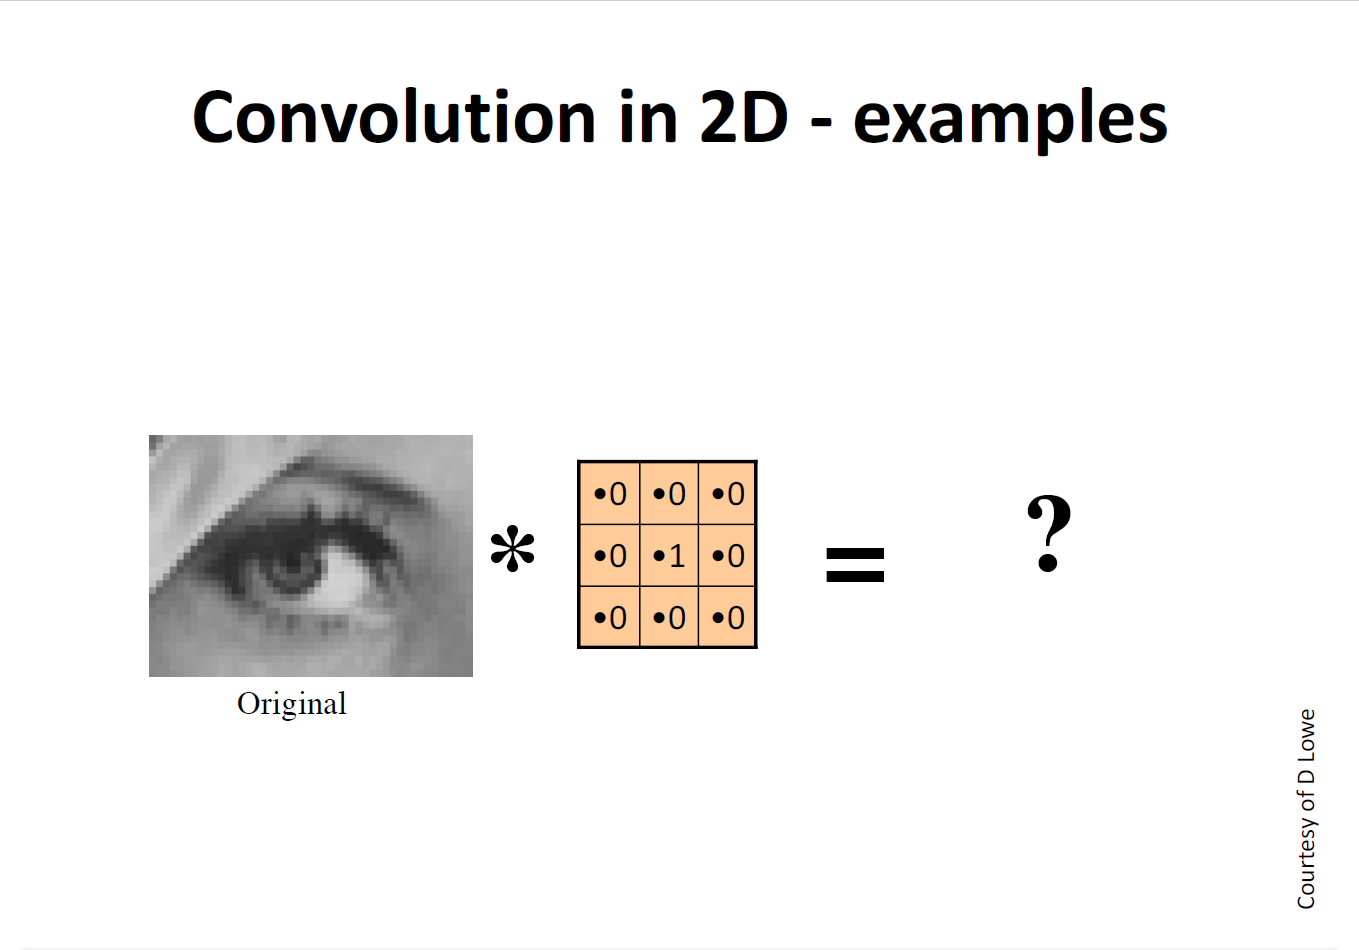 Convolution in 2D - examples
*
•0 •0 •0
•0 •1 •0
•0 •0 •0
=
?
Original
Courtesy of D Lowe